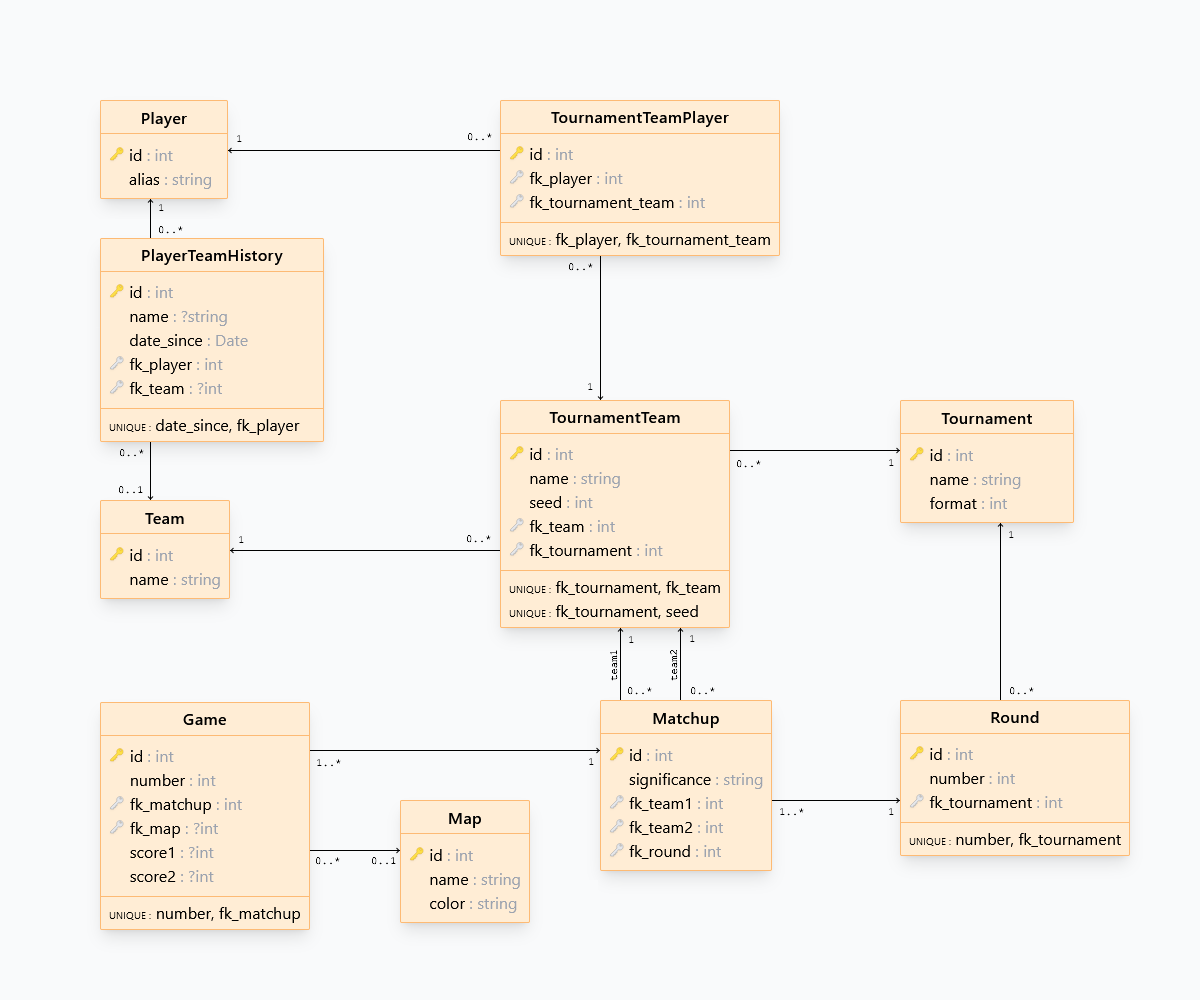 Player
id : int
alias : string
1
0..*
TournamentTeamPlayer
id : int
fk_player : int
fk_tournament_team : int
UNIQUE : fk_player, fk_tournament_team
1
0..*
PlayerTeamHistory
id : int
name : ?string
date_since : Date
fk_player : int
fk_team : ?int
UNIQUE : date_since, fk_player
0..*
1
0..*
0..1
TournamentTeam
id : int
name : string
seed : int
fk_team : int
fk_tournament : int
UNIQUE : fk_tournament, fk_team
UNIQUE : fk_tournament, seed
0..*
1
Tournament
id : int
name : string
format : int
Team
id : int
name : string
1
0..*
1
team1
0..*
1
team2
0..*
1
0..*
Game
id : int
number : int
fk_matchup : int
fk_map : ?int
score1 : ?int
score2 : ?int
UNIQUE : number, fk_matchup
1..*
1
0..*
0..1
Map
id : int
name : string
color : string
Matchup
id : int
significance : string
fk_team1 : int
fk_team2 : int
fk_round : int
1..*
1
Round
id : int
number : int
fk_tournament : int
UNIQUE : number, fk_tournament